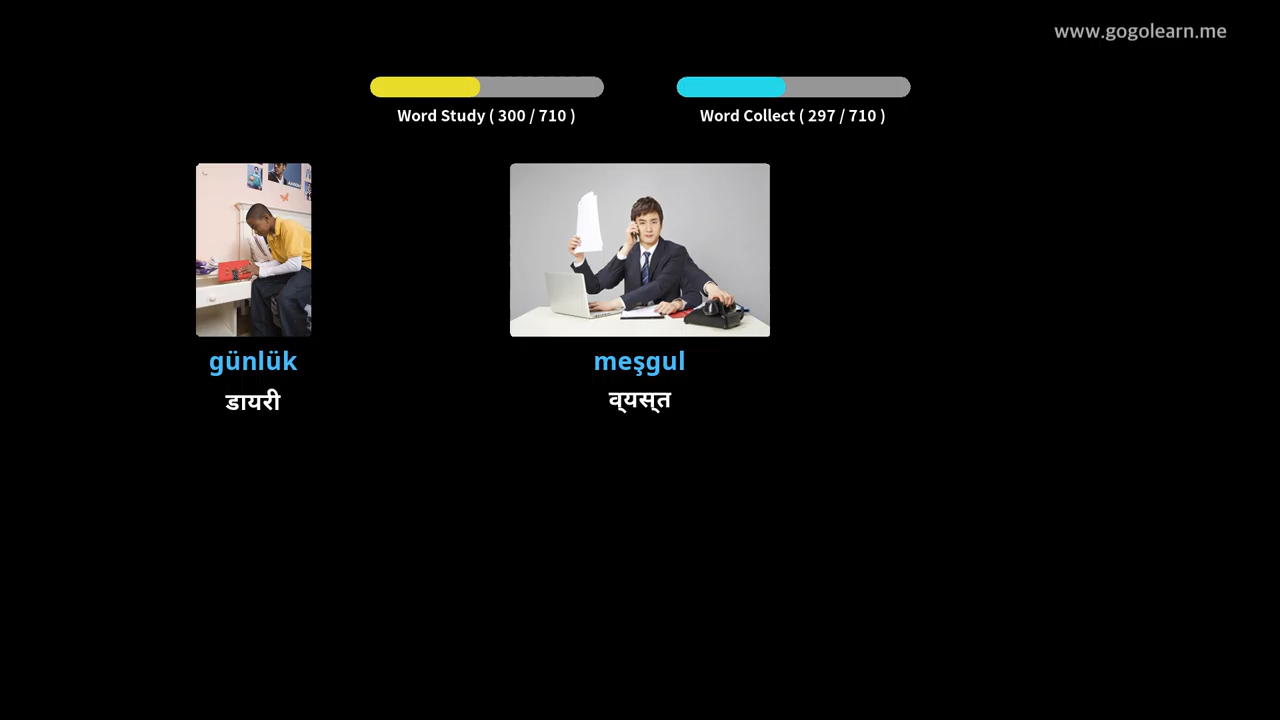 www.gogolearn.me
Word Study ( 300 / 710 )
Word Collect ( 297 / 710 )
günlük
डायरी
meşgul
व्‌यस्‌त